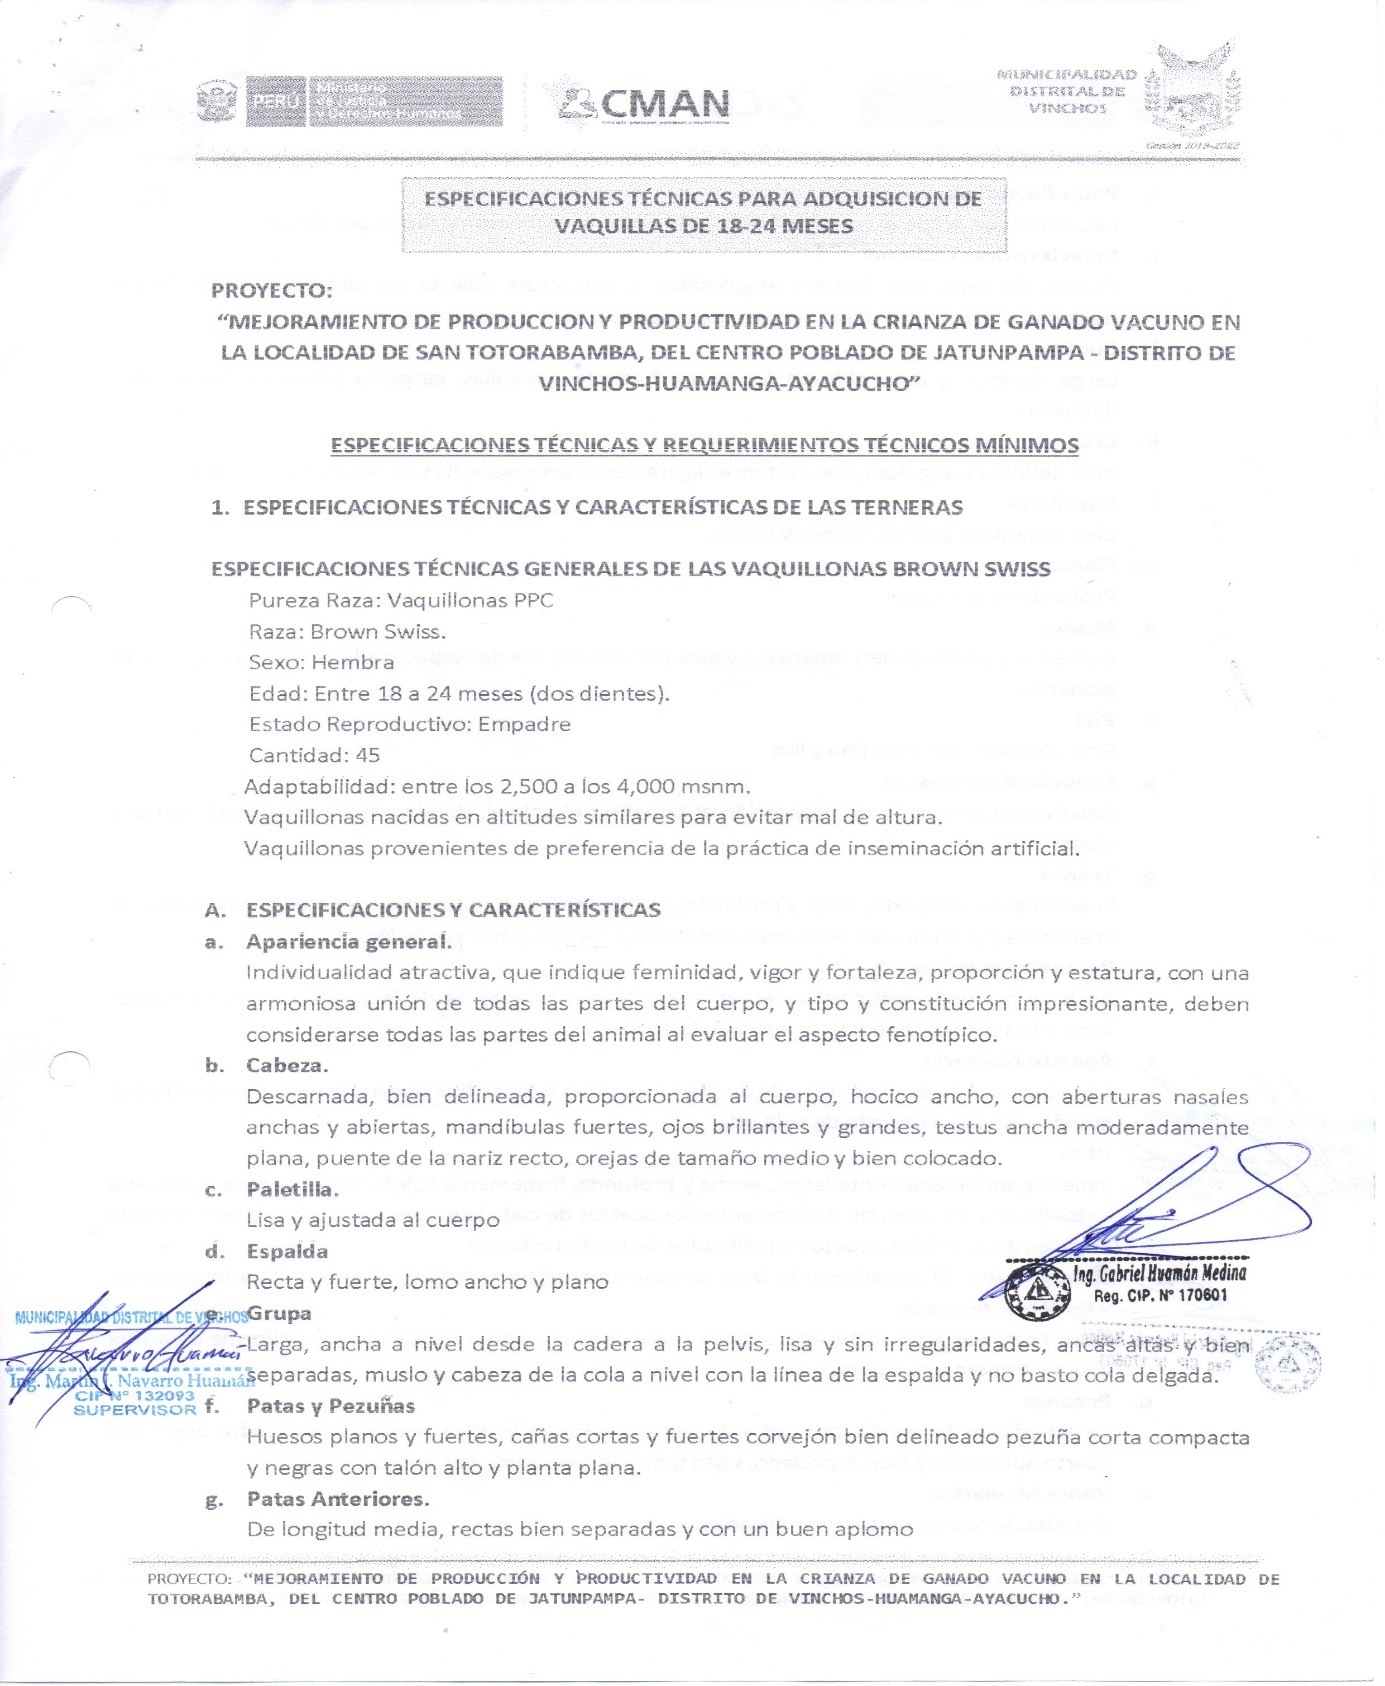 PERÚ
Ministerio
de Justicia
y Derechos Humanos
CMAN
MUNICIPALIDAD
DISTRITAL DE
VINCHOS
Gestión 2019-2022
ESPECIFICACIONES TÉCNICAS PARA ADQUISICION DE
VAQUILLAS DE 18-24 MESES
PROYECTO:
“MEJORAMIENTO DE PRODUCCION Y PRODUCTIVIDAD EN LA CRIANZA DE GANADO VACUNO EN
LA LOCALIDAD DE SAN TOTORABAMBA, DEL CENTRO POBLADO DE JATUNPAMPA - DISTRITO DE
VINCHOS-HUAMANGA-AYACUCHO”
ESPECIFICACIONES TÉCNICAS Y REQUERIMIENTOS TÉCNICOS MÍNIMOS
1. ESPECIFICACIONES TÉCNICAS Y CARACTERÍSTICAS DE LAS TERNERAS
ESPECIFICACIONES TÉCNICAS GENERALES DE LAS VAQUILLONAS BROWN SWISS
Pureza Raza: Vaquillonas PPC
Raza: Brown Swiss.
Sexo: Hembra
Edad: Entre 18 a 24 meses (dos dientes).
Estado Reproductivo: Empadre
Cantidad: 45
Adaptabilidad: entre los 2,500 a los 4,000 msnm.
Vaquillonas nacidas en altitudes similares para evitar mal de altura.
Vaquillonas provenientes de preferencia de la práctica de inseminación artificial.
A. ESPECIFICACIONES Y CARACTERÍSTICAS
a. Apariencia general.
Individualidad atractiva, que indique feminidad, vigor y fortaleza, proporción y estatura, con una
armoniosa unión de todas las partes del cuerpo, y tipo y constitución impresionante, deben
considerarse todas las partes del animal al evaluar el aspecto fenotípico.
b. Cabeza.
Descarnada, bien delineada, proporcionada al cuerpo, hocico ancho, con aberturas nasales
anchas y abiertas, mandíbulas fuertes, ojos brillantes y grandes, testus ancha moderadamente
plana, puente de la nariz recto, orejas de tamaño medio y bien colocado.
c. Paletilla.
Lisa y ajustada al cuerpo
d. Espalda
Recta y fuerte, lomo ancho y plano
e. Grupa
Larga, ancha a nivel desde la cadera a la pelvis, lisa y sin irregularidades, ancas altas y bien
separadas, muslo y cabeza de la cola a nivel con la línea de la espalda y no basto cola delgada.
f. Patas y Pezuñas
Huesos planos y fuertes, cañas cortas y fuertes corvejón bien delineado pezuña corta compacta
y negras con talón alto y planta plana.
g. Patas Anteriores.
De longitud media, rectas bien separadas y con un buen aplomo
Ing. Gabriel Huamán Medina
Reg. CIP. N° 170601
MUNICIPALIDAD DISTRITAL DE VINCHOS
Ing. Martin J. Navarro Huamán
CIP N° 132093
SUPERVISOR
PROYECTO: “MEJORAMIENTO DE PRODUCCIÓN Y PRODUCTIVIDAD EN LA CRIANZA DE GANADO VACUNO EN LA LOCALIDAD DE
TOTORABAMBA, DEL CENTRO POBLADO DE JATUNPAMPA- DISTRITO DE VINCHOS-HUAMANGA-AYACUCHO.”